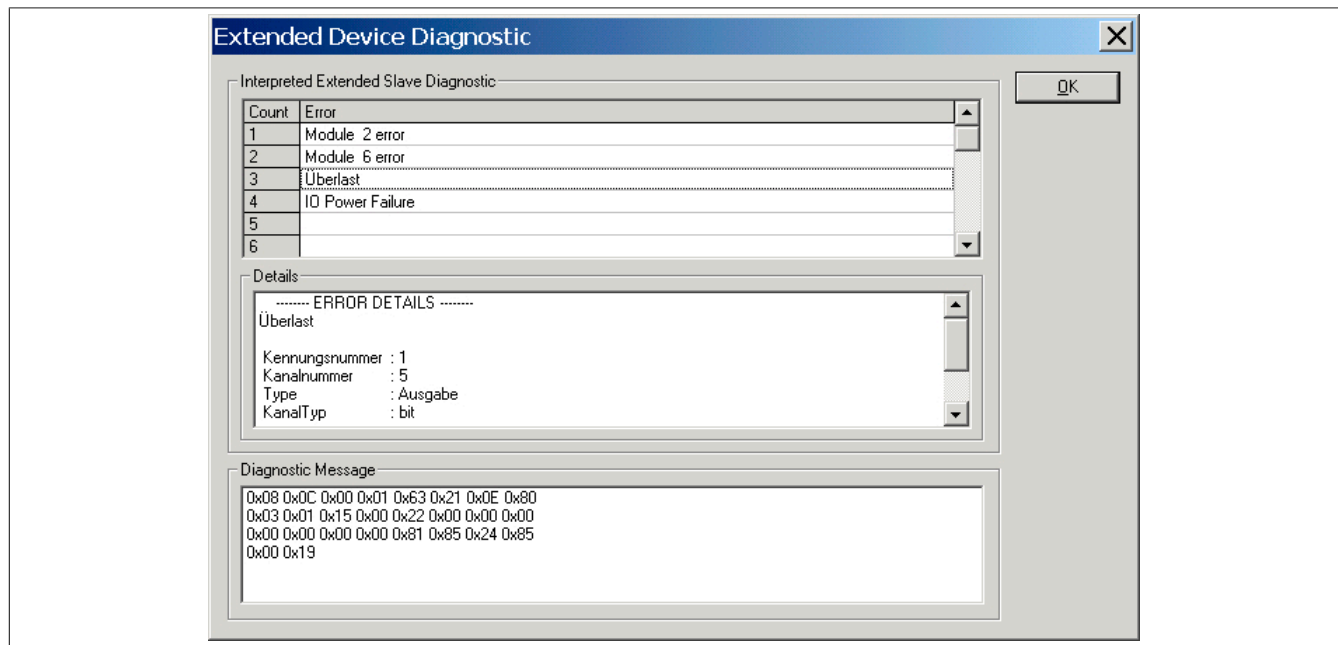 Extended Device Diagnostic
Interpreted Extended Slave Diagnostic
OK
Count Error
1 Module 2 error
2 Module 6 error
3 Überlast
4 IO Power Failure
5
6
Details
-------- ERROR DETAILS --------
Überlast
Kennungsnummer : 1
Kanalnummer : 5
Type : Ausgabe
KanalTyp : bit
Diagnostic Message
0x08 0x0C 0x00 0x01 0x63 0x21 0x0E 0x80
0x03 0x01 0x15 0x00 0x22 0x00 0x00 0x00
0x00 0x00 0x00 0x00 0x81 0x85 0x24 0x85
0x00 0x19